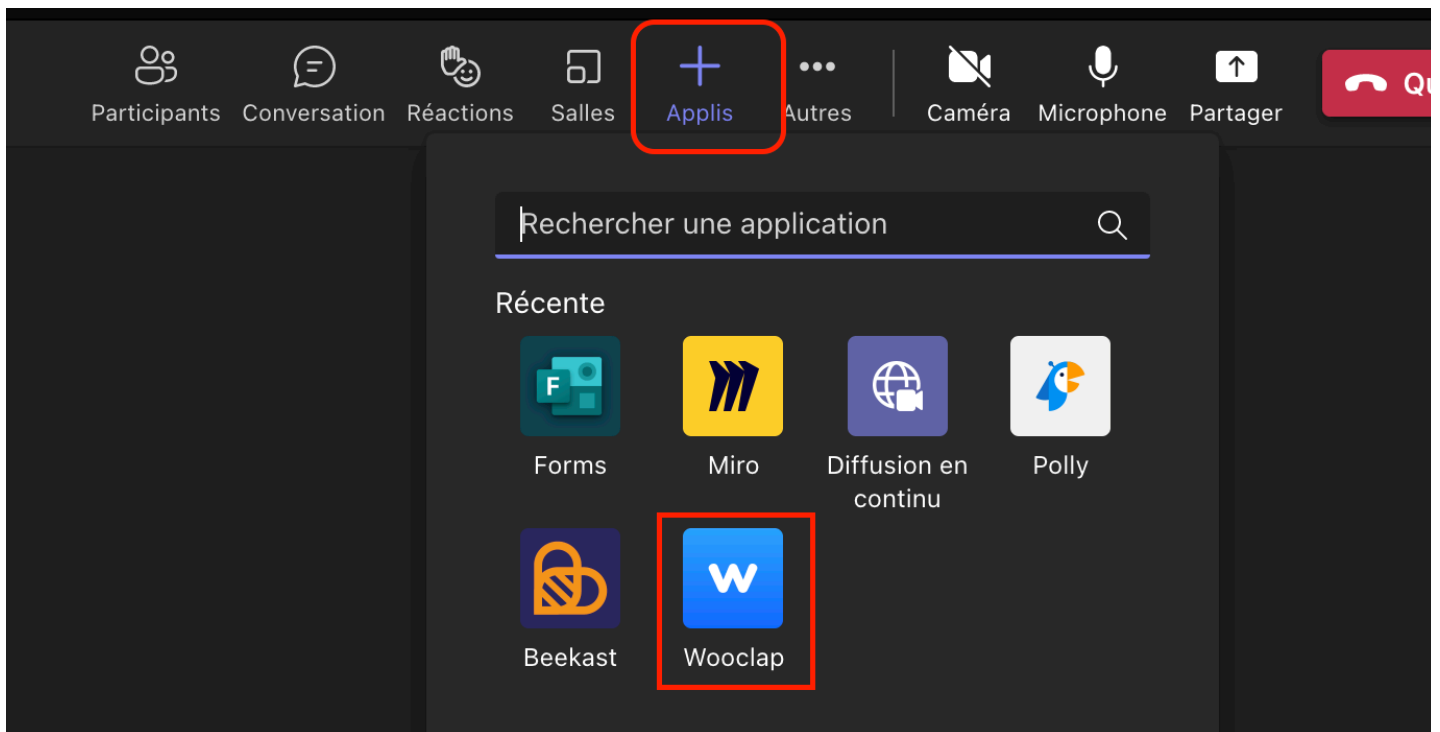 Participants Conversation Réactions Salles Applis Autres Caméra Microphone Partager Qu
Rechercher une application
Récente
F
Forms Miro Diffusion en continu Polly
w
Beekast Wooclap